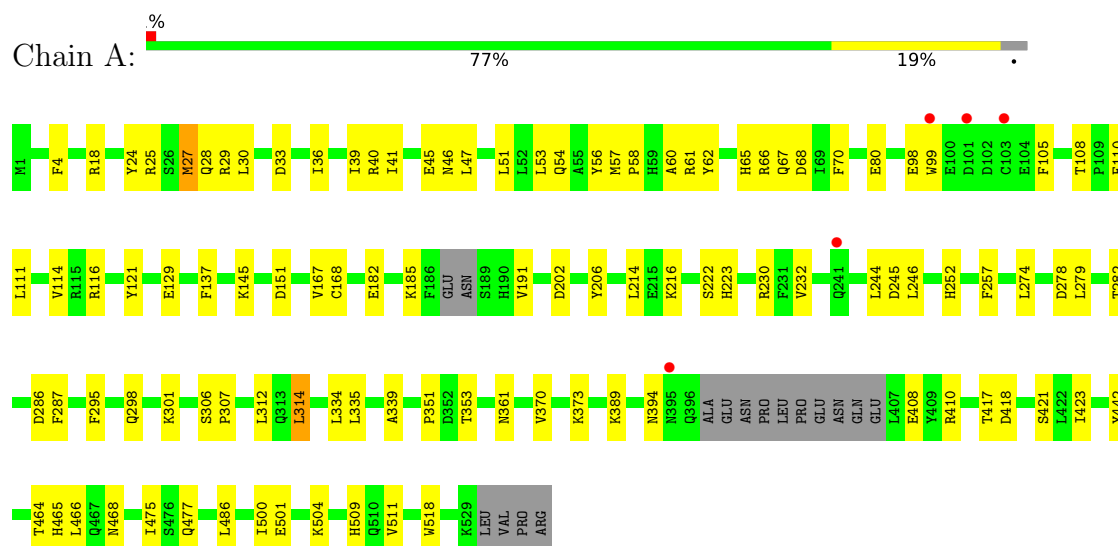 .%
Chain A:
77% 19% •
M1 F4 R18 Y24 R25 S26 M27 Q28 R29 L30 D33 I36 I39 R40 I41 E45 N46 L47 L51 L52 L53 Q54 A55 Y56 M57 P58 H59 A60 R61 Y62 H65 R66 Q67 D68 I69 F70 E80 E98 W99 E100 D101 D102 C103 E104 F105 T108 P109
L111 V114 R115 R116 Y121 E129 F137 K145 D151 V167 C168 E182 K185 F186 GLU ASN S189 H190 V191 D202 Y206 L214 E215 K216 S222 H223 R230 F231 V232 Q241 L244 D245 L246 H252 F257 L274 D278 L279
D286 F287 F295 Q298 K301 S306 P307 L312 Q313 L314 L334 L335 A339 P351 D352 T353 N361 V370 K373 K389 N394 N395 Q396 ALA GLU ASN PRO LEU PRO GLU ASN GLN GLU L407 E408 Y409 R410 T417 D418 S421 L422 I423
T464 H465 L466 Q467 N468 I475 S476 Q477 L486 I500 E501 K504 H509 Q510 V511 W518 K529 LEU VAL PRO ARG